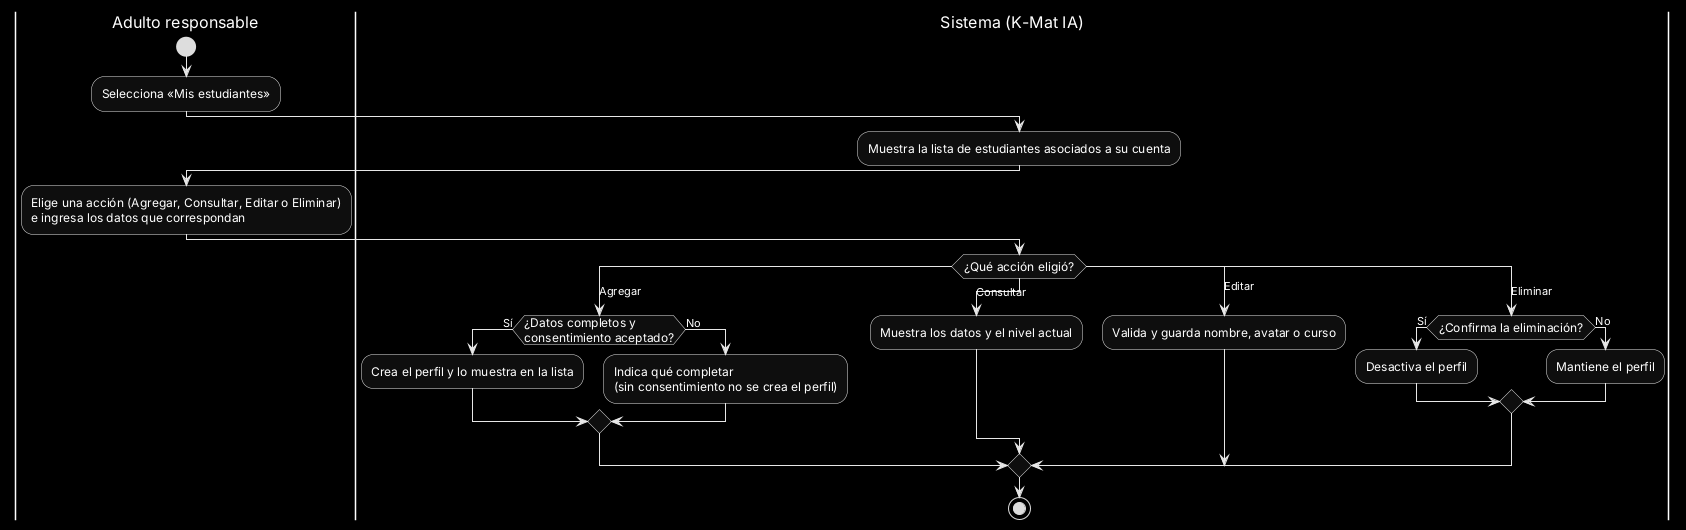 Adulto responsable
Sistema (K-Mat IA)
Selecciona «Mis estudiantes»
Muestra la lista de estudiantes asociados a su cuenta
Elige una acción (Agregar, Consultar, Editar o Eliminar)
e ingresa los datos que correspondan
¿Qué acción eligió?
Agregar
Consultar
Editar
Eliminar
Sí
¿Datos completos y
consentimiento aceptado?
No
Crea el perfil y lo muestra en la lista
Indica qué completar
(sin consentimiento no se crea el perfil)
Muestra los datos y el nivel actual
Valida y guarda nombre, avatar o curso
Sí
¿Confirma la eliminación?
No
Desactiva el perfil
Mantiene el perfil